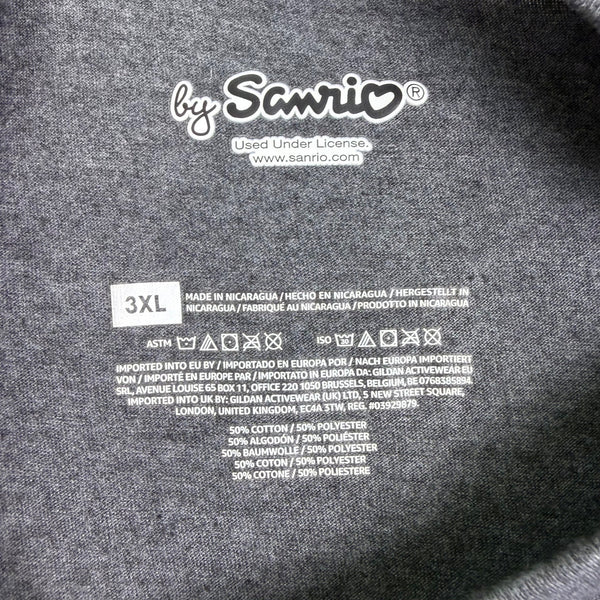 by Sanrio®
Used Under License.
www.sanrio.com
3XL
MADE IN NICARAGUA / HECHO EN NICARAGUA / HERGESTELLT IN
NICARAGUA / FABRIQUÉ AU NICARAGUA / PRODOTTO IN NICARAGUA
ASTM ISO 30
IMPORTED INTO EU BY / IMPORTADO EN EUROPA POR / NACH EUROPA IMPORTIERT
VON / IMPORTÉ EN EUROPE PAR / IMPORTATO IN EUROPA DA: GILDAN ACTIVEWEAR EU
SRL, AVENUE LOUISE 65 BOX 11, OFFICE 220 1050 BRUSSELS, BELGIUM, BE 0768385894.
IMPORTED INTO UK BY: GILDAN ACTIVEWEAR (UK) LTD, 5 NEW STREET SQUARE,
LONDON, UNITED KINGDOM, EC4A 3TW, REG. #03929879.
50% COTTON / 50% POLYESTER
50% ALGODÓN / 50% POLIÉSTER
50% BAUMWOLLE / 50% POLYESTER
50% COTON / 50% POLYESTER
50% COTONE / 50% POLIESTERE